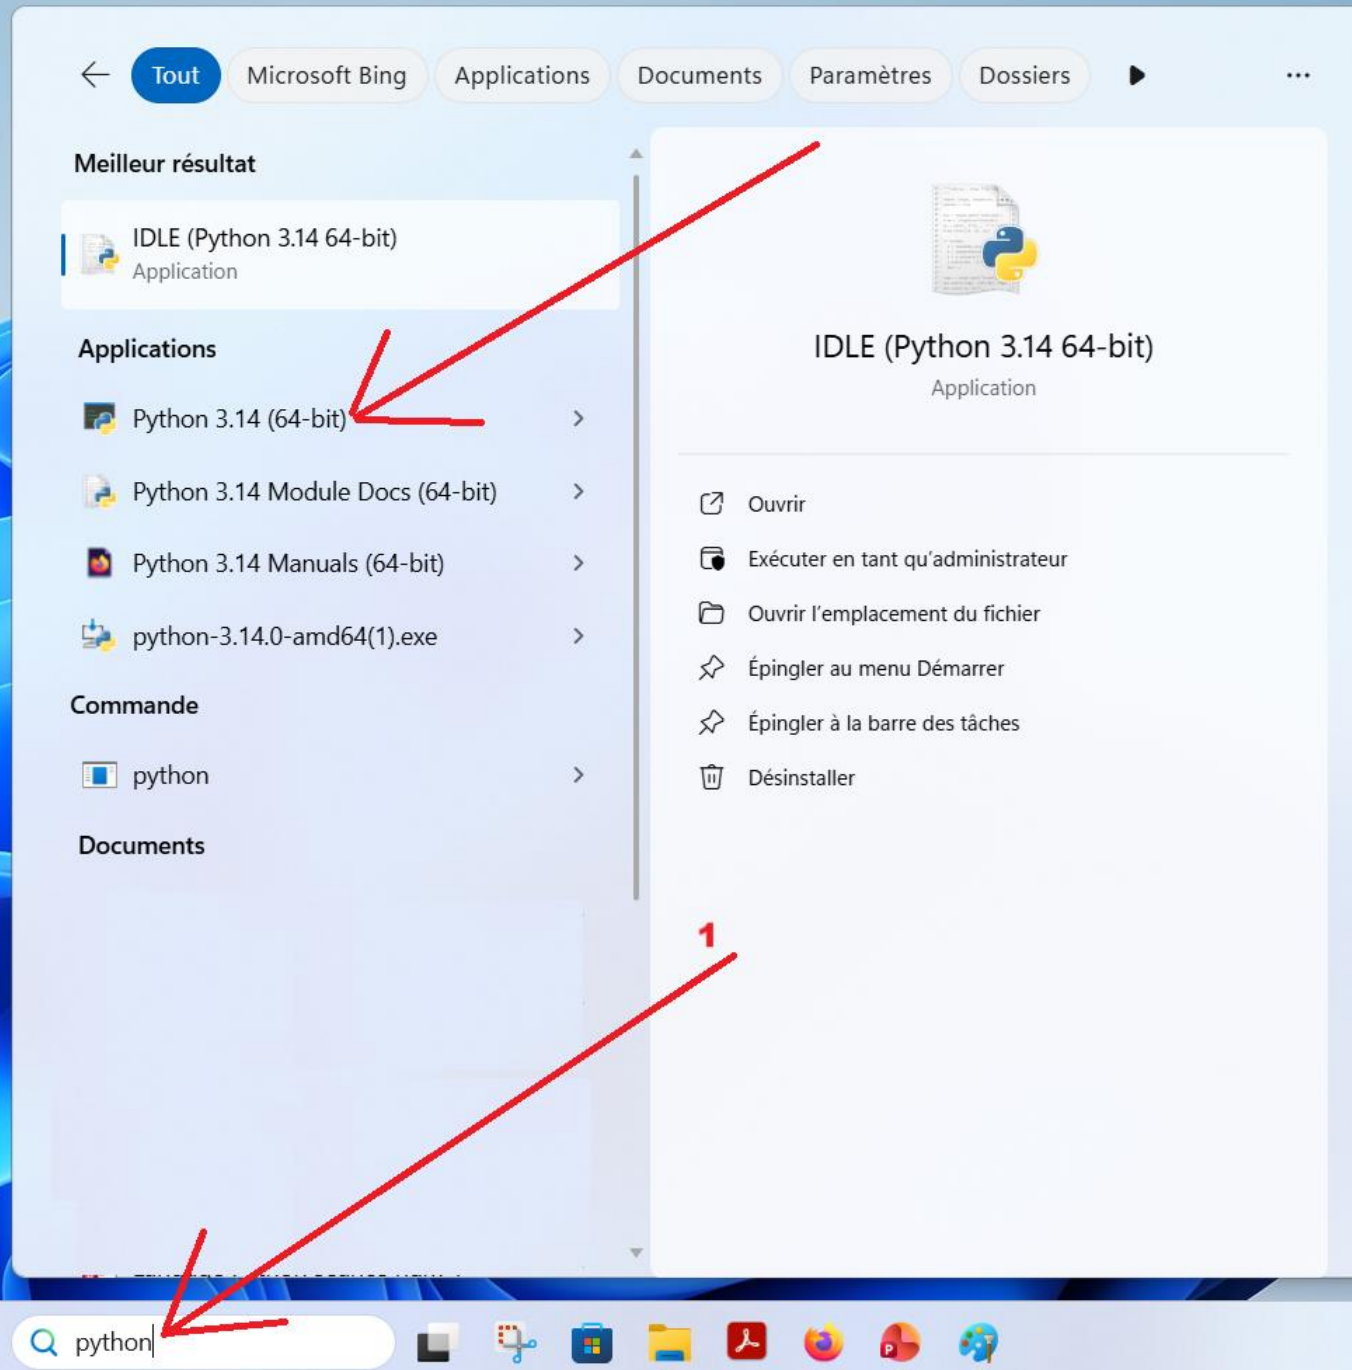 Tout Microsoft Bing Applications Documents Paramètres Dossiers
Meilleur résultat
IDLE (Python 3.14 64-bit)
Application
Applications
Python 3.14 (64-bit)
Python 3.14 Module Docs (64-bit)
Python 3.14 Manuals (64-bit)
python-3.14.0-amd64(1).exe
Commande
python
Documents
IDLE (Python 3.14 64-bit)
Application
Ouvrir
Exécuter en tant qu'administrateur
Ouvrir l'emplacement du fichier
Épingler au menu Démarrer
Épingler à la barre des tâches
Désinstaller
1
python